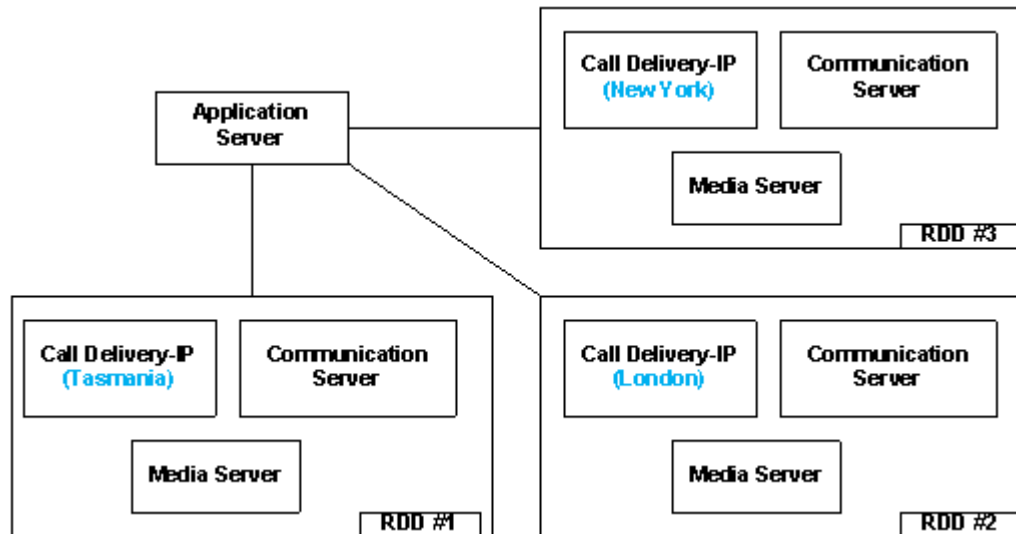 Application
Server
Call Delivery-IP
(New York)
Communication
Server
Media Server
RDD #3
Call Delivery-IP
(Tasmania)
Communication
Server
Media Server
RDD #1
Call Delivery-IP
(London)
Communication
Server
Media Server
RDD #2